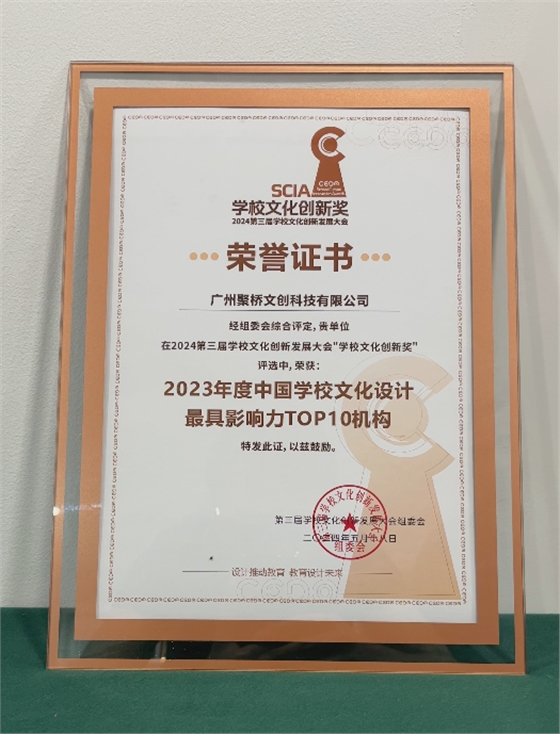 SCIA
CEDA
学校文化创新奖
2024第三届学校文化创新发展大会
荣誉证书
广州聚桥文创科技有限公司
经组委会综合评定,贵单位
在2024第三届学校文化创新发展大会"学校文化创新奖"
评选中,荣获:
2023年度中国学校文化设计
最具影响力TOP10机构
特发此证,以兹鼓励。
第三届学校文化创新发展大会组委会
二〇二四年五月十八日
组委会
设计推动教育 教育设计未来